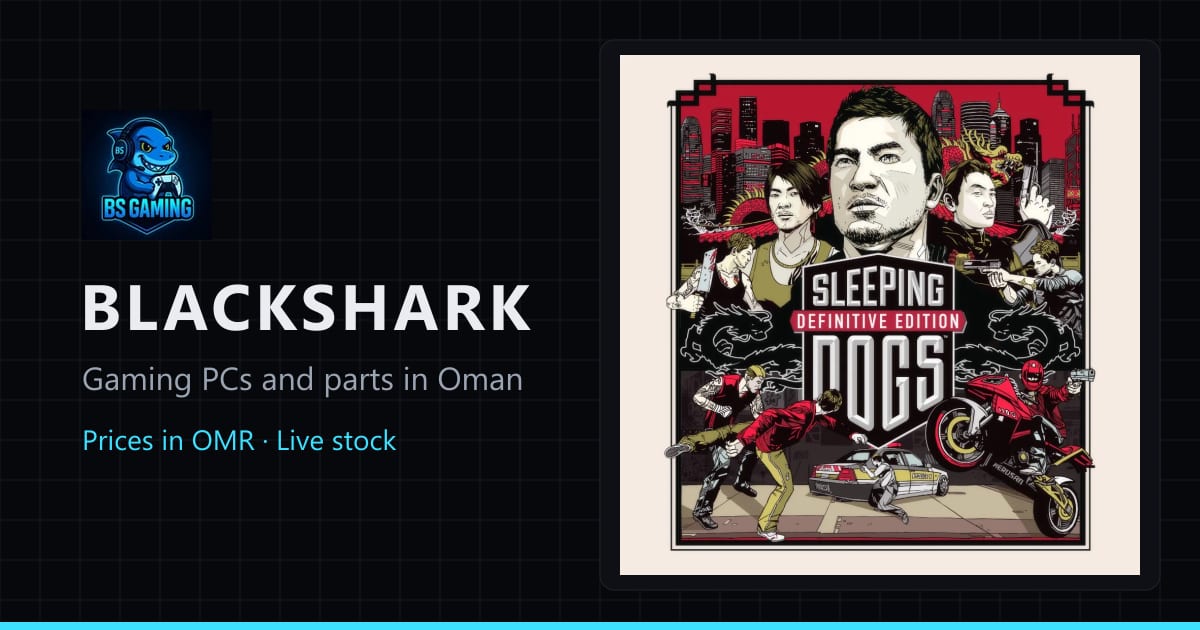 BS
BS GAMING
BLACKSHARK
Gaming PCs and parts in Oman
Prices in OMR · Live stock
SLEEPING
DEFINITIVE EDITION
DOGS